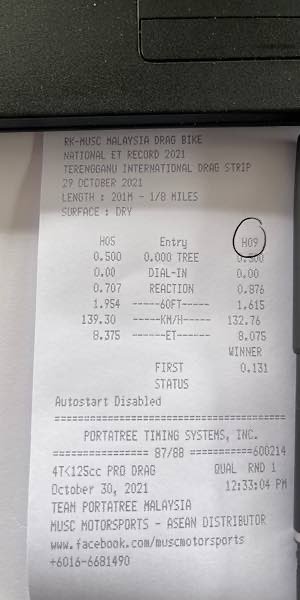 RK-MUSC MALAYSIA DRAG BIKE
NATIONAL ET RECORD 2021
TERENGGANU INTERNATIONAL DRAG STRIP
29 OCTOBER 2021
LENGTH : 201M - 1/8 MILES
SURFACE : DRY
H05 Entry H09
0.500 0.000 TREE 0.500
0.00 DIAL-IN 0.00
0.707 REACTION 0.876
1.954 -----60FT----- 1.615
139.30 -----KM/H----- 132.76
8.375 ------ET------ 8.075
WINNER
FIRST 0.131
STATUS
Autostart Disabled
========================================
PORTATREE TIMING SYSTEMS, INC.
================ 87/88 ===========600214
4T<125cc PRO DRAG QUAL RND 1
October 30, 2021 12:33:04 PM
TEAM PORTATREE MALAYSIA
MUSC MOTORSPORTS - ASEAN DISTRIBUTOR
www.facebook.com/muscmotorsports
+6016-6681490